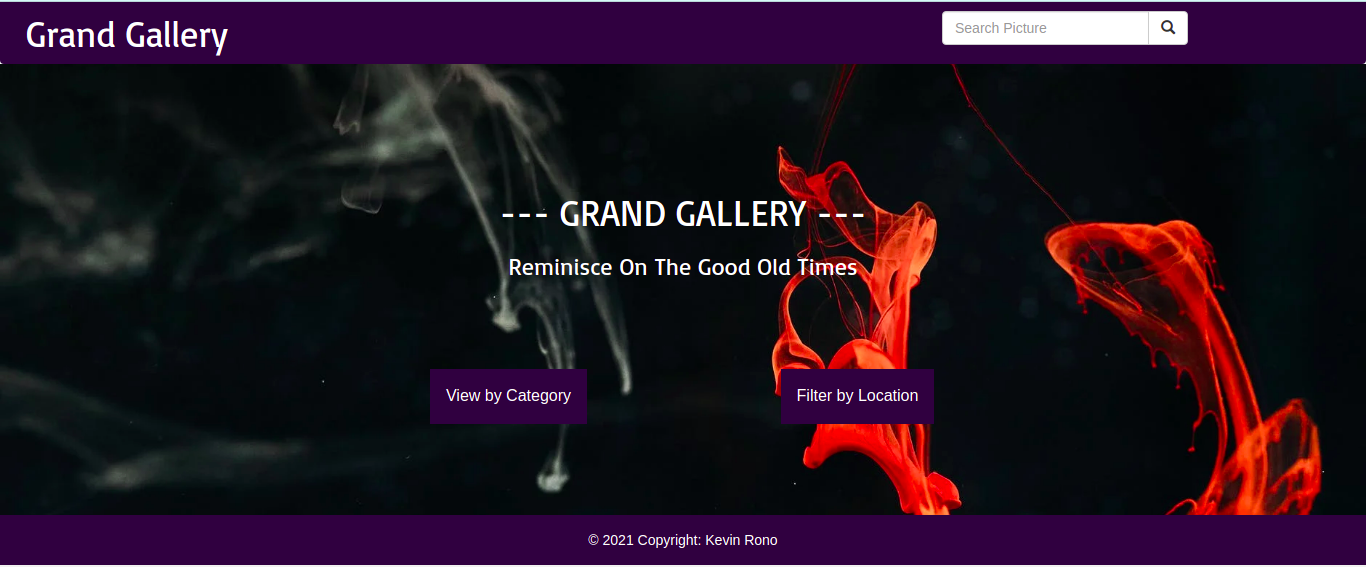 Grand Gallery
Search Picture
--- GRAND GALLERY ---
Reminisce On The Good Old Times
View by Category
Filter by Location
© 2021 Copyright: Kevin Rono